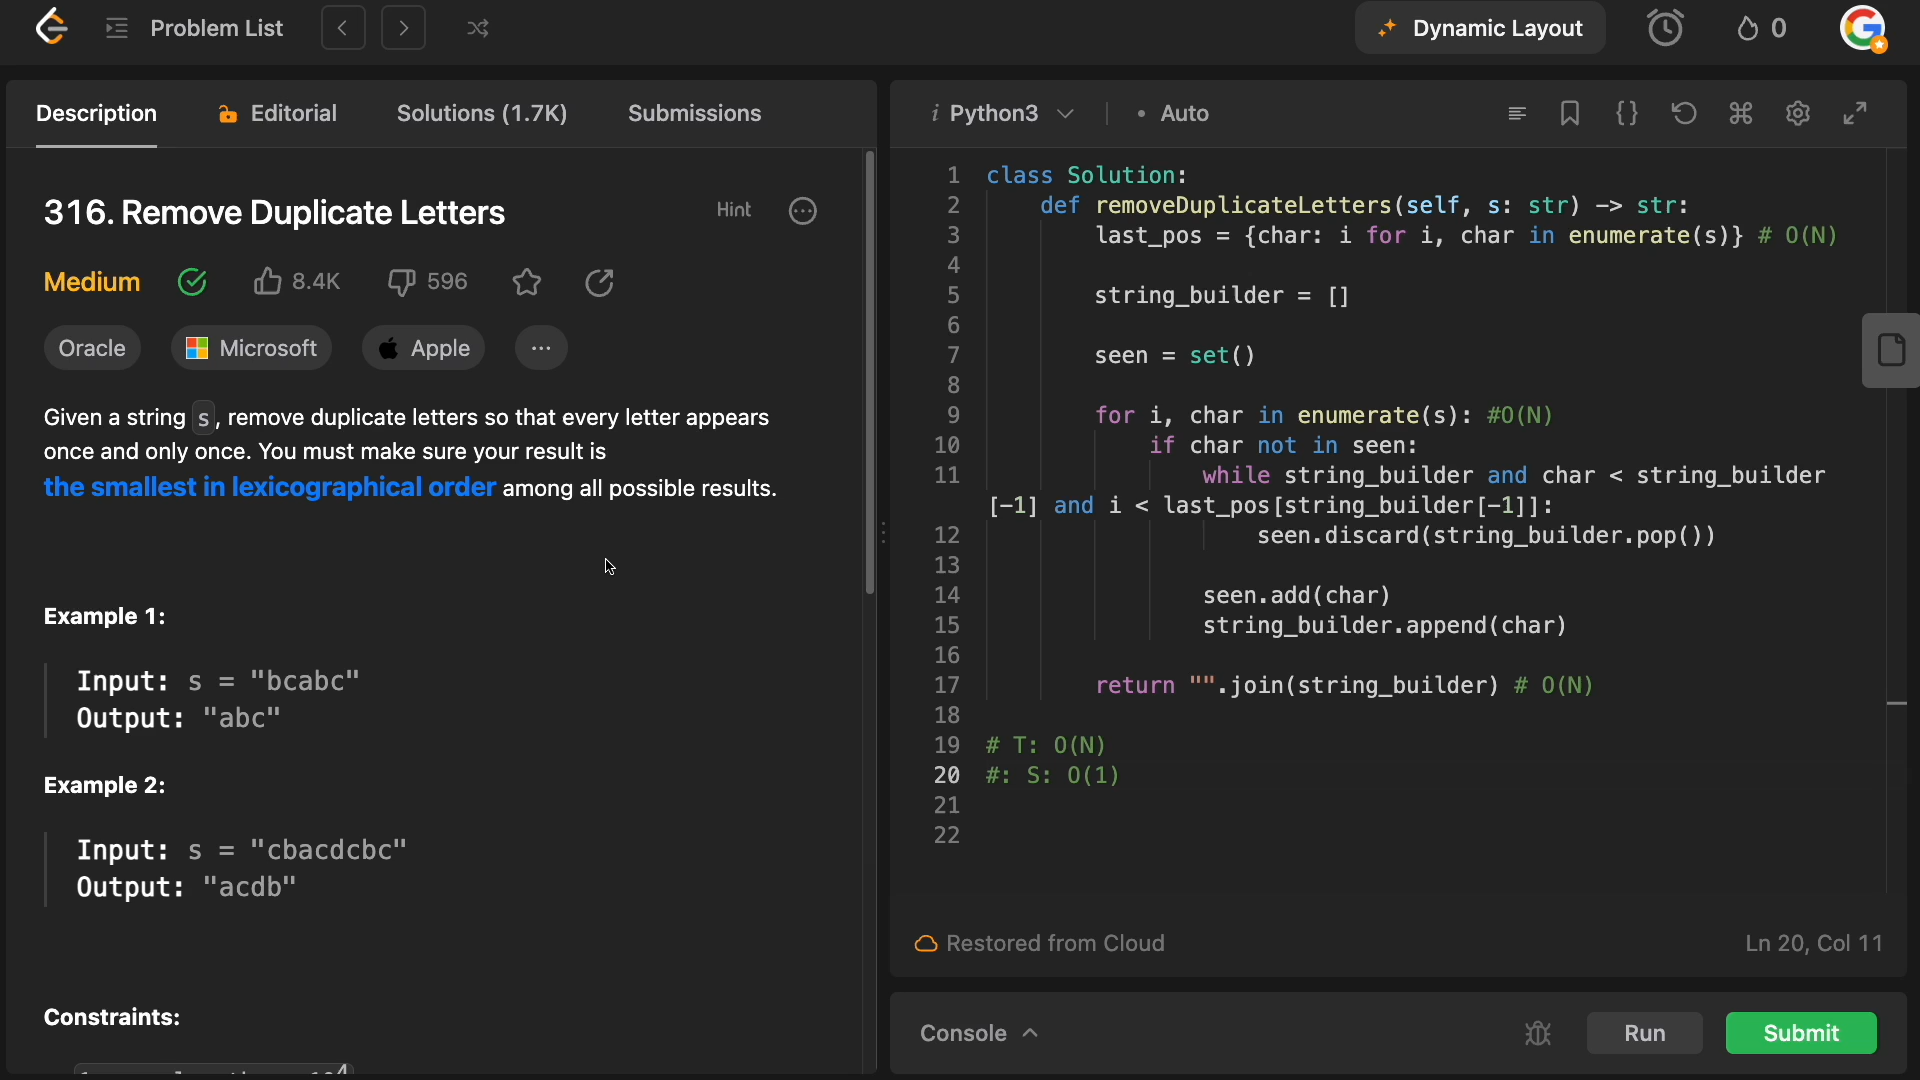 Problem List
Dynamic Layout
0
Description
Editorial
Solutions (1.7K)
Submissions
316. Remove Duplicate Letters
Hint
Medium
8.4K
596
Oracle
Microsoft
Apple
Given a string s, remove duplicate letters so that every letter appears
once and only once. You must make sure your result is
the smallest in lexicographical order among all possible results.
Example 1:
Input: s = "bcabc"
Output: "abc"
Example 2:
Input: s = "cbacdcbc"
Output: "acdb"
Constraints:
i Python3
• Auto
1 class Solution:
2     def removeDuplicateLetters(self, s: str) -> str:
3         last_pos = {char: i for i, char in enumerate(s)} # O(N)
4
5         string_builder = []
6
7         seen = set()
8
9         for i, char in enumerate(s): #O(N)
10             if char not in seen:
11                 while string_builder and char < string_builder
[-1] and i < last_pos[string_builder[-1]]:
12                     seen.discard(string_builder.pop())
13
14                 seen.add(char)
15                 string_builder.append(char)
16
17         return "".join(string_builder) # O(N)
18
19 # T: O(N)
20 #: S: O(1)
21
22
Restored from Cloud
Ln 20, Col 11
Console
Run
Submit